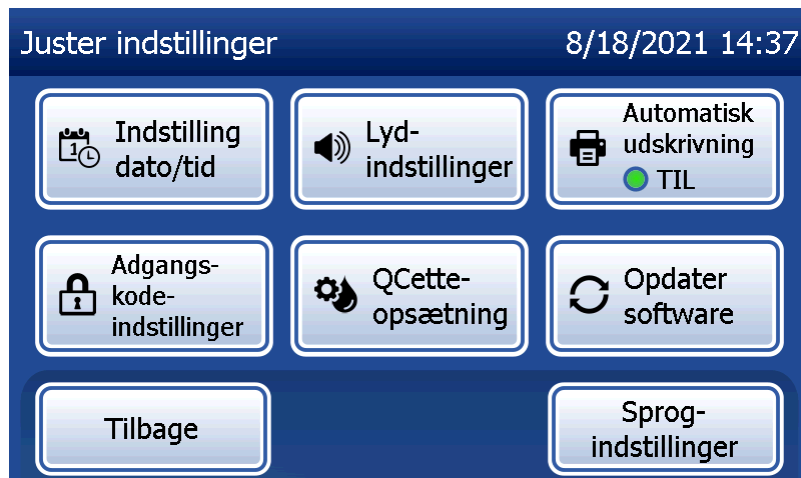 Juster indstillinger
8/18/2021 14:37
Indstilling
dato/tid
Lyd-
indstillinger
Automatisk
udskrivning
TIL
Adgangs-
kode-
indstillinger
QCette-
opsætning
Opdater
software
Tilbage
Sprog-
indstillinger